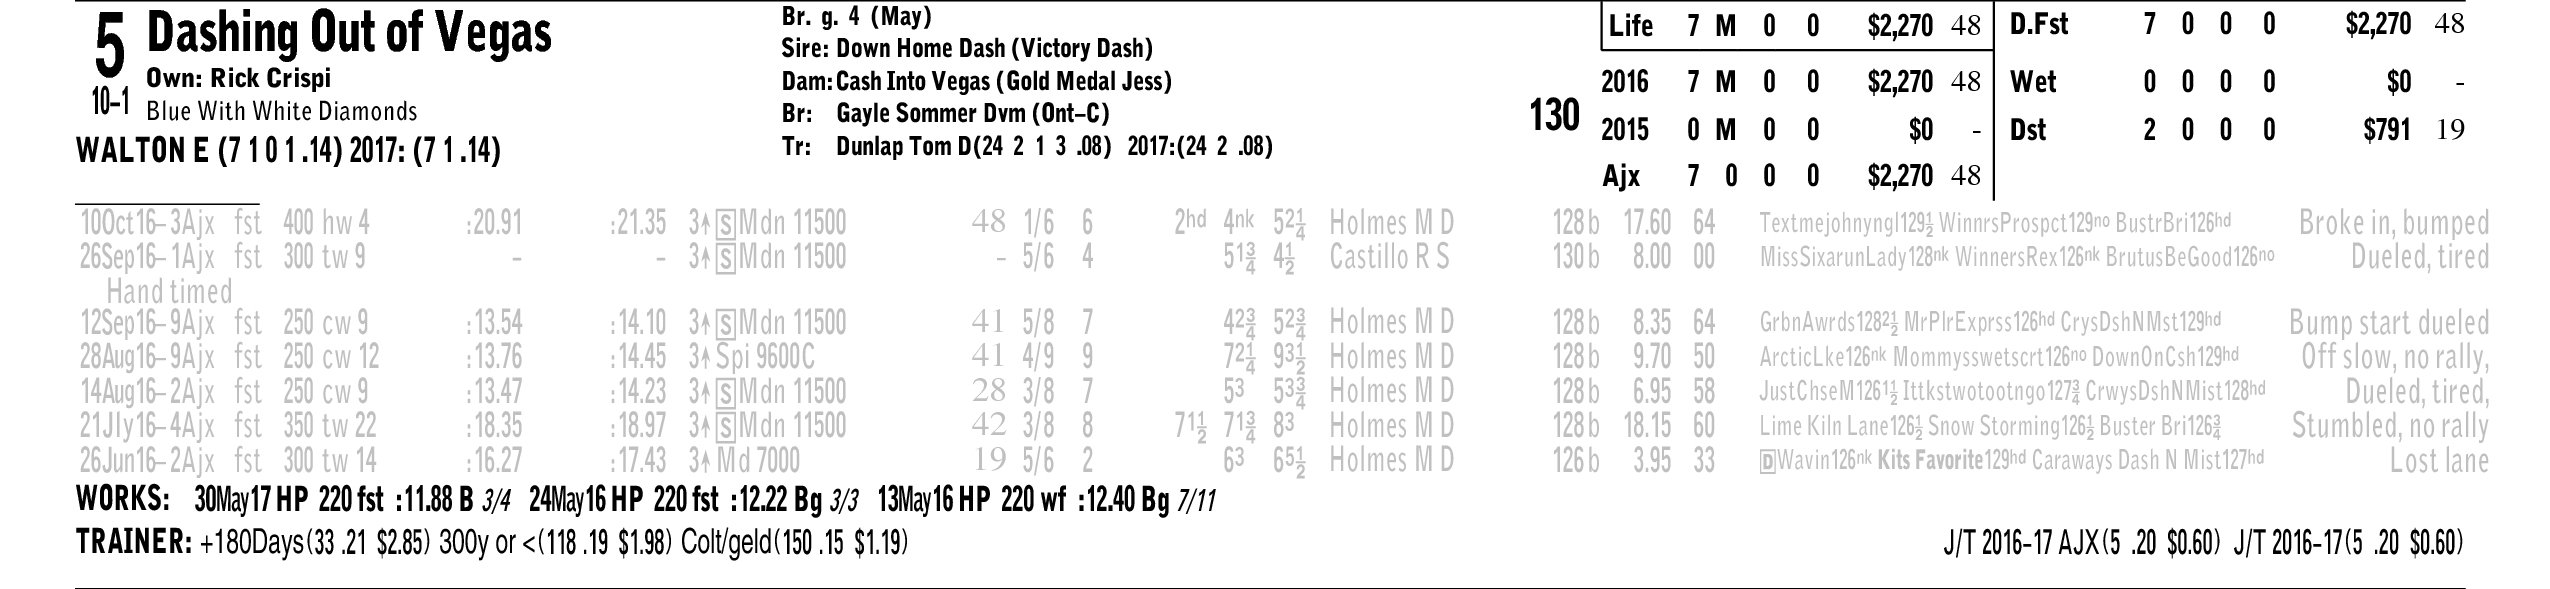 5 Dashing Out of Vegas
Own: Rick Crispi
10–1 Blue With White Diamonds
WALTON E (7 1 0 1 .14) 2017: (7 1 .14)
Br. g. 4 (May)
Sire: Down Home Dash (Victory Dash)
Dam: Cash Into Vegas (Gold Medal Jess)
Br: Gayle Sommer Dvm (Ont–C)
Tr: Dunlap Tom D(24 2 1 3 .08) 2017:(24 2 .08)
130
Life 7 M 0 0 $2,270 48
2016 7 M 0 0 $2,270 48
2015 0 M 0 0 $0 -
Ajx 7 0 0 0 $2,270 48
D.Fst 7 0 0 0 $2,270 48
Wet 0 0 0 0 $0 -
Dst 2 0 0 0 $791 19
10Oct16–3Ajx fst 400 hw 4 :20.91 :21.35 3↑ S Mdn 11500 48 1/6 6 2hd 4nk 52¼ Holmes M D 128 b 17.60 64 Textmejohnyngl129½ WinnrsProspct129no BustrBri126hd Broke in, bumped
26Sep16–1Ajx fst 300 tw 9 – – 3↑ S Mdn 11500 - 5/6 4 51¾ 4½ Castillo R S 130 b 8.00 00 MissSixarunLady128nk WinnersRex126nk BrutusBeGood126no Dueled, tired
Hand timed
12Sep16–9Ajx fst 250 cw 9 :13.54 :14.10 3↑ S Mdn 11500 41 5/8 7 42¾ 52¾ Holmes M D 128 b 8.35 64 GrbnAwrds1282½ MrPlrExprss126hd CrysDshNMst129hd Bump start dueled
28Aug16–9Ajx fst 250 cw 12 :13.76 :14.45 3↑ Spi 9600C 41 4/9 9 72¼ 93½ Holmes M D 128 b 9.70 50 ArcticLke126nk Mommysswetscrt126no DownOnCsh129hd Off slow, no rally,
14Aug16–2Ajx fst 250 cw 9 :13.47 :14.23 3↑ S Mdn 11500 28 3/8 7 53 53¾ Holmes M D 128 b 6.95 58 JustChseM1261½ Ittkstwotootngo127¾ CrwysDshNMist128hd Dueled, tired,
21Jly16–4Ajx fst 350 tw 22 :18.35 :18.97 3↑ S Mdn 11500 42 3/8 8 71½ 71¾ 83 Holmes M D 128 b 18.15 60 Lime Kiln Lane126½ Snow Storming126½ Buster Bri126¾ Stumbled, no rally
26Jun16–2Ajx fst 300 tw 14 :16.27 :17.43 3↑ Md 7000 19 5/6 2 63 65½ Holmes M D 126 b 3.95 33 D Wavin126nk Kits Favorite129hd Caraways Dash N Mist127hd Lost lane
WORKS: 30May17 HP 220 fst :11.88 B 3/4 24May16 HP 220 fst :12.22 Bg 3/3 13May16 HP 220 wf :12.40 Bg 7/11
TRAINER: +180Days(33 .21 $2.85) 300y or <(118 .19 $1.98) Colt/geld(150 .15 $1.19) J/T 2016–17 AJX(5 .20 $0.60) J/T 2016–17(5 .20 $0.60)